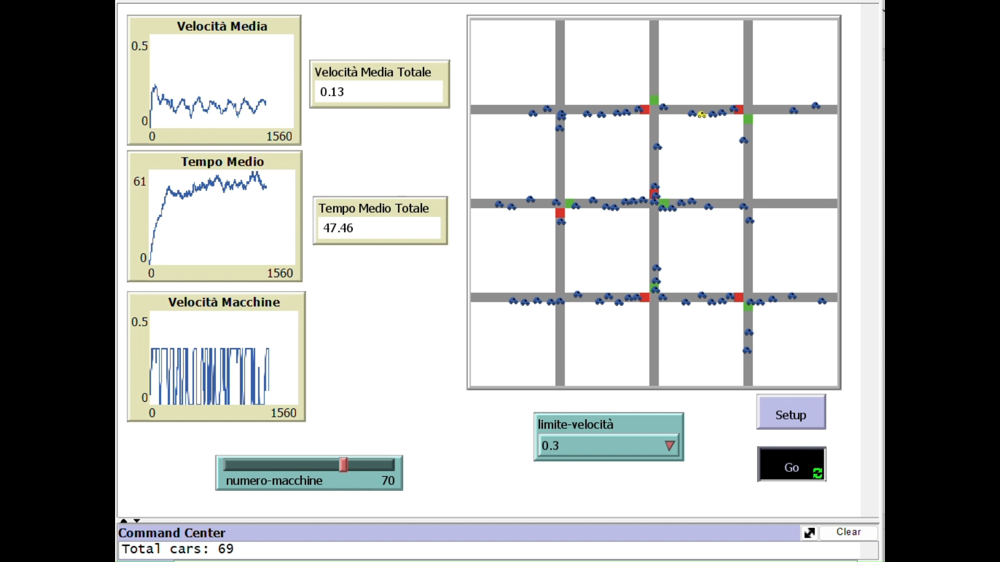 Velocità Media
0.5
0
0
1560
Velocità Media Totale
0.13
Tempo Medio
61
0
0
1560
Tempo Medio Totale
47.46
Velocità Macchine
0.5
0
0
1560
numero-macchine
70
limite-velocità
0.3
Setup
Go
Command Center
Clear
Total cars: 69